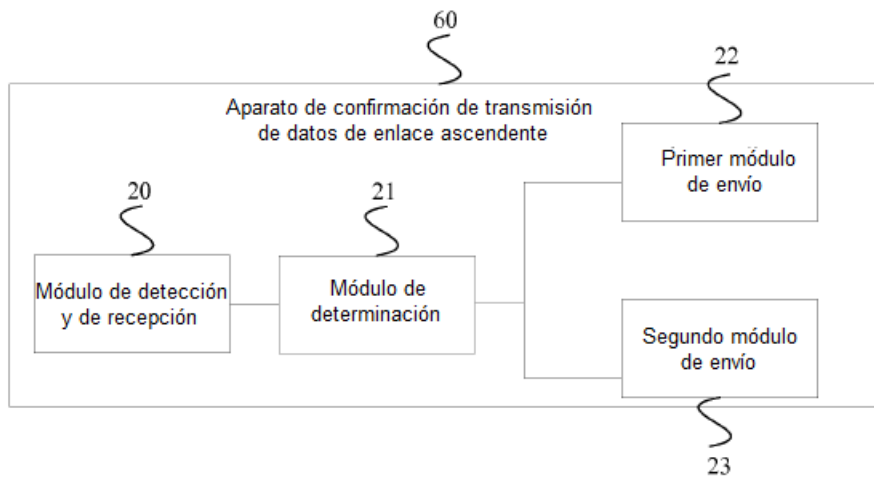 60
Aparato de confirmación de transmisión
de datos de enlace ascendente
22
Primer módulo
de envío
20
21
Módulo de detección
y de recepción
Módulo de
determinación
Segundo módulo
de envío
23